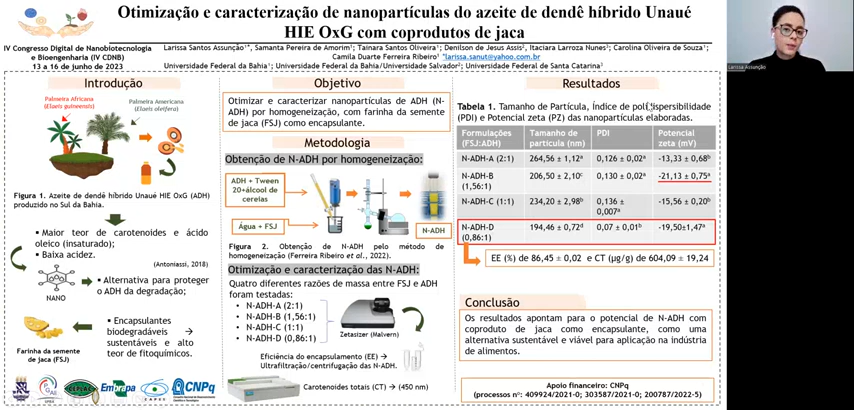 Otimização e caracterização de nanopartículas do azeite de dendê híbrido Unaué
HIE OxG com coprodutos de jaca
IV Congresso Digital de Nanobiotecnologia
e Bioengenharia (IV CDNB)
13 a 16 de junho de 2023
Larissa Santos Assunção¹*, Samanta Pereira de Amorim¹; Tainara Santos Oliveira¹; Denilson de Jesus Assis²; Itaciara Larroza Nunes³; Carolina Oliveira de Souza¹;
Camila Duarte Ferreira Ribeiro¹ *larissa.sanut@yahoo.com.br
Universidade Federal da Bahia¹; Universidade Federal da Bahia/Universidade Salvador²; Universidade Federal de Santa Catarina³
Larissa Assunção
Introdução
Palmeira Africana
(Elaeis guinensis)
Palmeira Americana
(Elaeis oleifera)
Figura 1. Azeite de dendê híbrido Unaué HIE OxG (ADH)
produzido no Sul da Bahia.
▪ Maior teor de carotenoides e ácido
oleico (insaturado);
▪ Baixa acidez.
(Antoniassi, 2018)
NANO
▪ Alternativa para proteger
o ADH da degradação;
▪ Encapsulantes
biodegradáveis →
sustentáveis e alto
teor de fitoquímicos.
Farinha da semente
de jaca (FSJ)
Embrapa
CAPES
CNPq
Objetivo
Otimizar e caracterizar nanopartículas de ADH (N-
ADH) por homogeneização, com farinha da semente
de jaca (FSJ) como encapsulante.
Metodologia
Obtenção de N-ADH por homogeneização:
ADH + Tween
20+álcool de
cereias
Água + FSJ
N-ADH
Figura 2. Obtenção de N-ADH pelo método de
homogeneização (Ferreira Ribeiro et al., 2022).
Otimização e caracterização das N-ADH:
Quatro diferentes razões de massa entre FSJ e ADH
foram testadas:
• N-ADH-A (2:1)
• N-ADH-B (1,56:1)
• N-ADH-C (1:1)
• N-ADH-D (0,86:1)
Zetasizer (Malvern)
Eficiência do encapsulamento (EE) →
Ultrafiltração/centrifugação das N-ADH.
Carotenoides totais (CT) → (450 nm)
Resultados
Tabela 1. Tamanho de Partícula, Índice de polidispersibilidade
(PDI) e Potencial zeta (PZ) das nanopartículas elaboradas.
Formulações (FSJ:ADH) Tamanho de partícula (nm) PDI Potencial zeta (mV)
N-ADH-A (2:1) 264,56 ± 1,12ᵃ 0,126 ± 0,02ᵃ -13,33 ± 0,68ᵇ
N-ADH-B (1,56:1) 206,50 ± 2,10ᶜ 0,130 ± 0,02ᵃ -21,13 ± 0,75ᵃ
N-ADH-C (1:1) 234,20 ± 2,98ᵇ 0,136 ± 0,007ᵃ -15,56 ± 0,20ᵇ
N-ADH-D (0,86:1) 194,46 ± 0,72ᵈ 0,07 ± 0,01ᵇ -19,50±1,47ᵃ
EE (%) de 86,45 ± 0,02 e CT (µg/g) de 604,09 ± 19,24
Conclusão
Os resultados apontam para o potencial de N-ADH com
coproduto de jaca como encapsulante, como uma
alternativa sustentável e viável para aplicação na indústria
de alimentos.
Apoio financeiro: CNPq
(processos nº: 409924/2021-0; 303587/2021-0; 200787/2022-5)